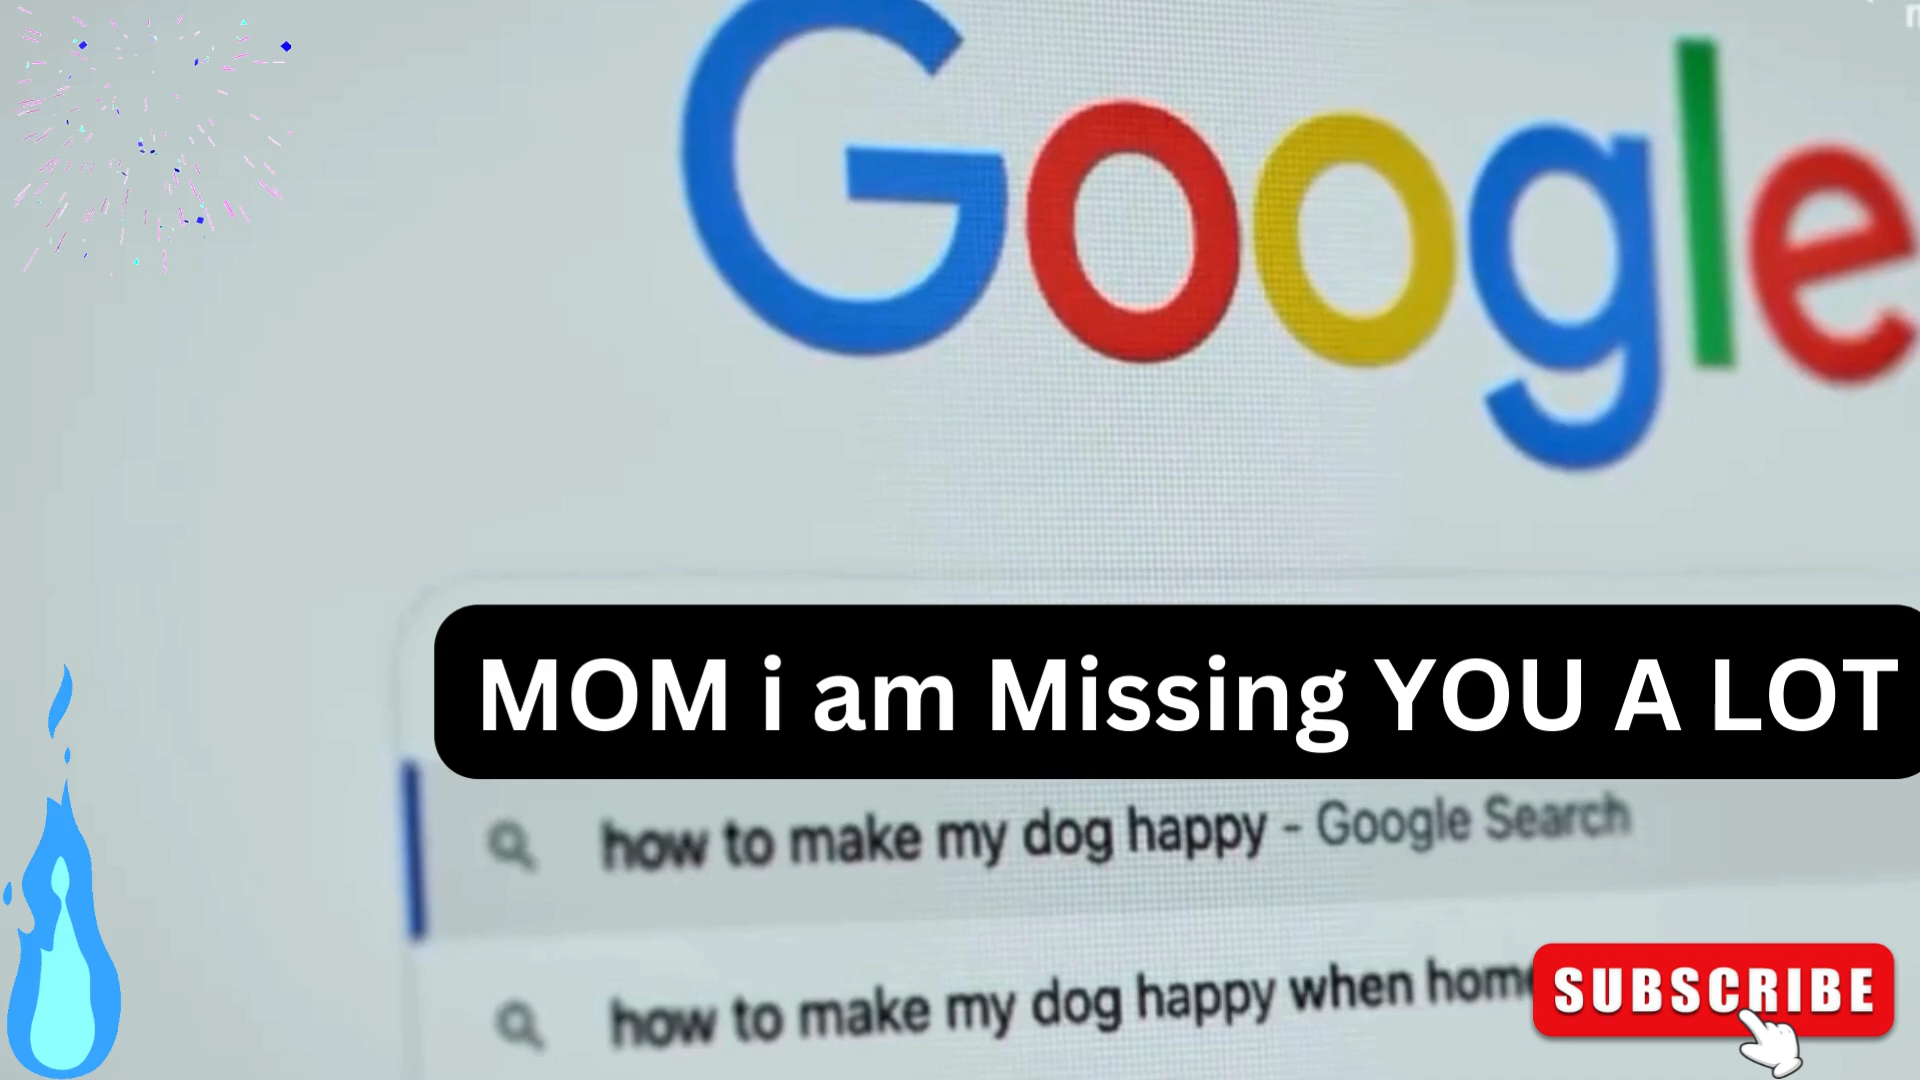 Google
MOM i am Missing YOU A LOT
how to make my dog happy - Google Search
how to make my dog happy when home
SUBSCRIBE